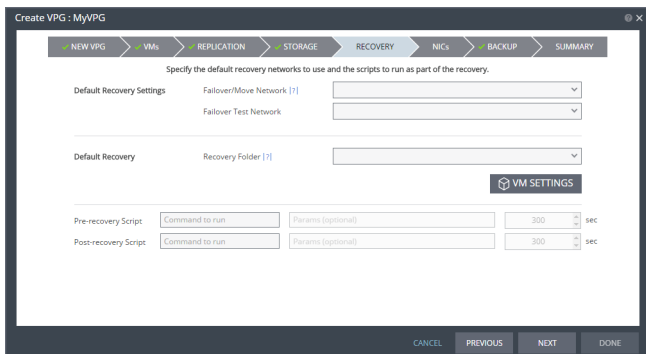 Create VPG : MyVPG
NEW VPG VMs REPLICATION STORAGE RECOVERY NICs BACKUP SUMMARY
Specify the default recovery networks to use and the scripts to run as part of the recovery.
Default Recovery Settings Failover/Move Network [?]
Failover Test Network
Default Recovery Recovery Folder [?]
VM SETTINGS
Pre-recovery Script Command to run Params (optional) 300 sec
Post-recovery Script Command to run Params (optional) 300 sec
CANCEL PREVIOUS NEXT DONE